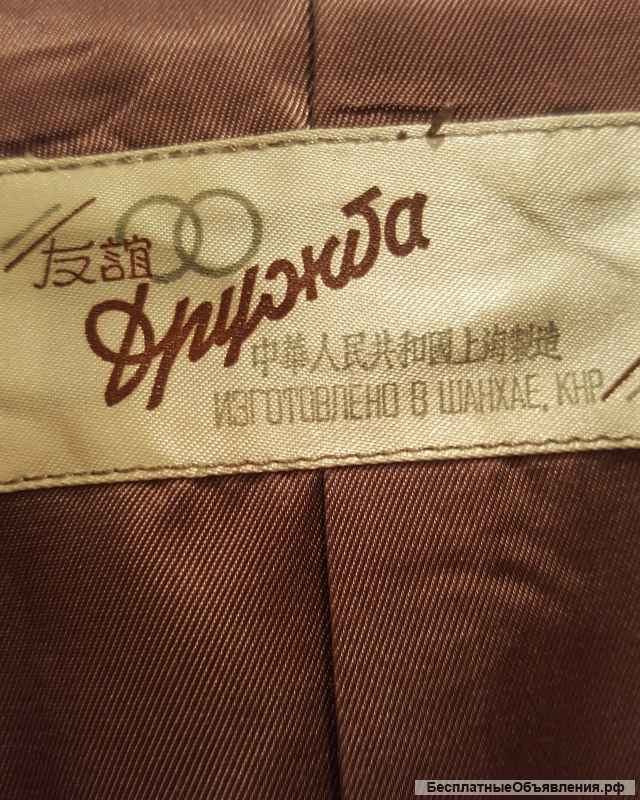 友誼
Дружба
中華人民共和國上海製造
ИЗГОТОВЛЕНО В ШАНХАЕ, КНР
БесплатныеОбъявления.рф